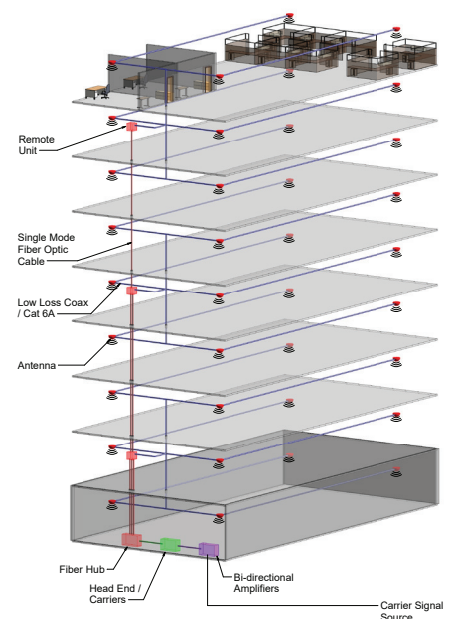 Remote
Unit
Single Mode
Fiber Optic
Cable
Low Loss Coax
/ Cat 6A
Antenna
Fiber Hub
Head End /
Carriers
Bi-directional
Amplifiers
Carrier Signal
Source